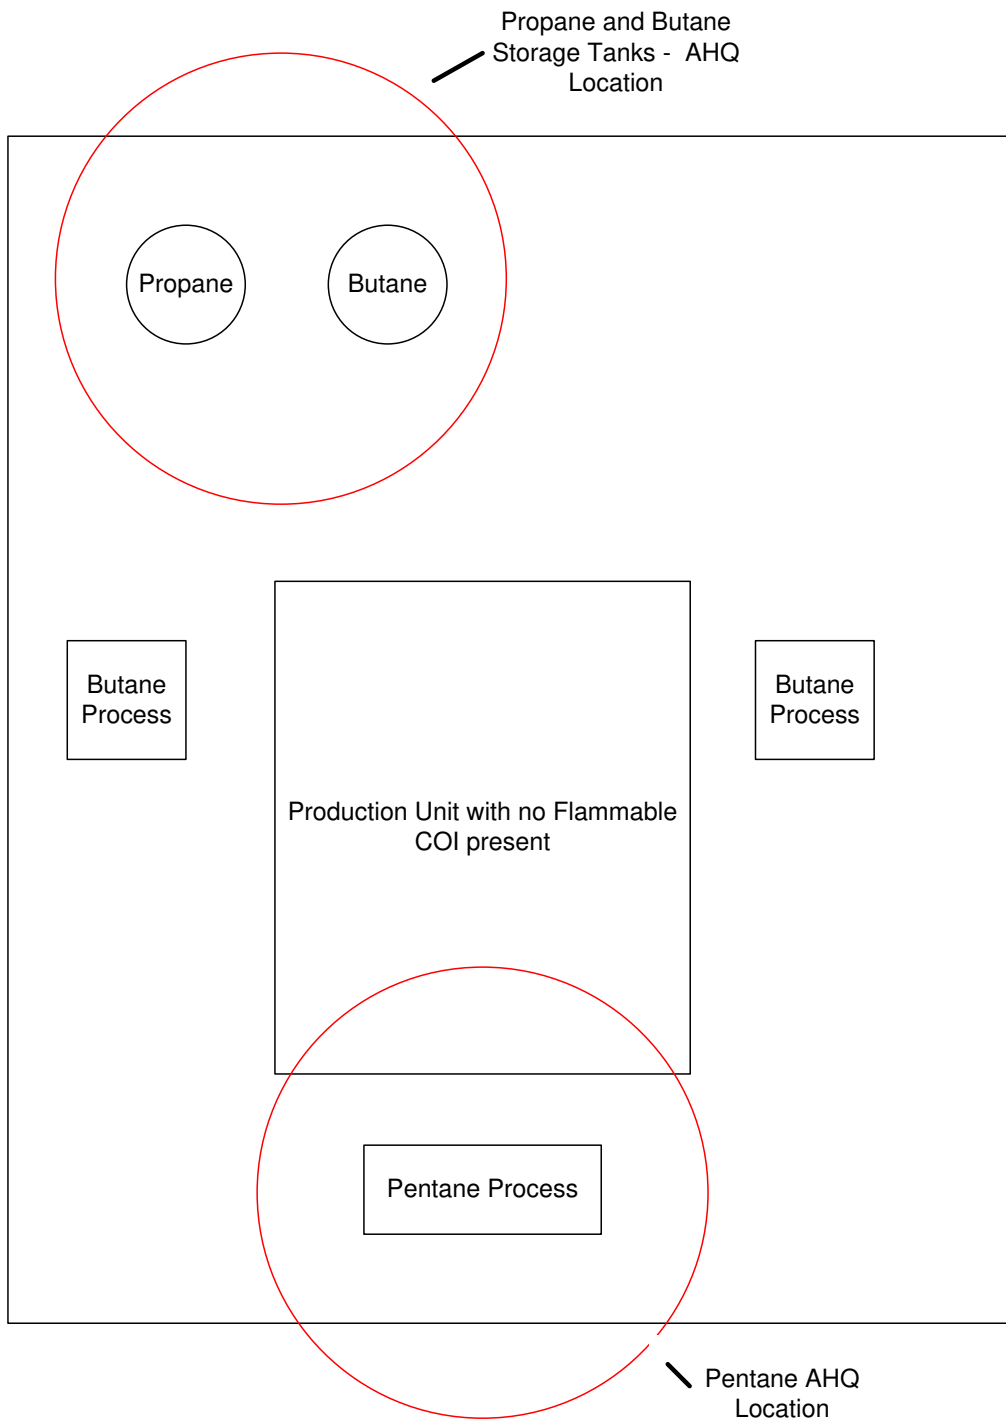 Propane and Butane
Storage Tanks -  AHQ
Location
Propane
Butane
Butane
Process
Butane
Process
Production Unit with no Flammable
COI present
Pentane Process
Pentane AHQ
Location